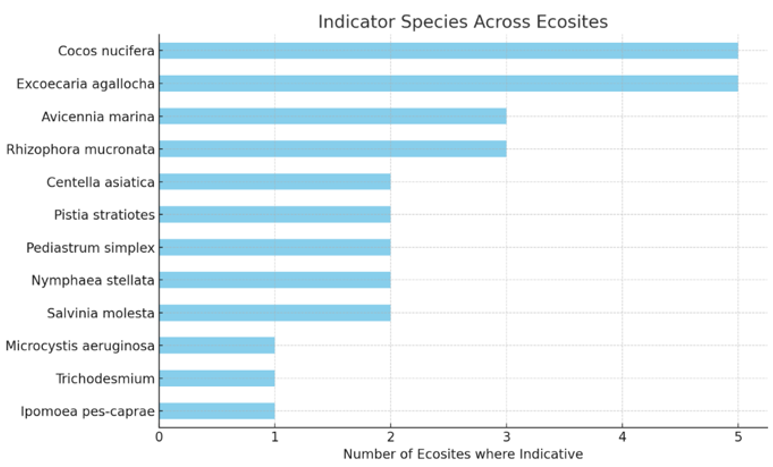 Indicator Species Across Ecosites
Cocos nucifera
Excoecaria agallocha
Avicennia marina
Rhizophora mucronata
Centella asiatica
Pistia stratiotes
Pediastrum simplex
Nymphaea stellata
Salvinia molesta
Microcystis aeruginosa
Trichodesmium
Ipomoea pes-caprae
0 1 2 3 4 5
Number of Ecosites where Indicative